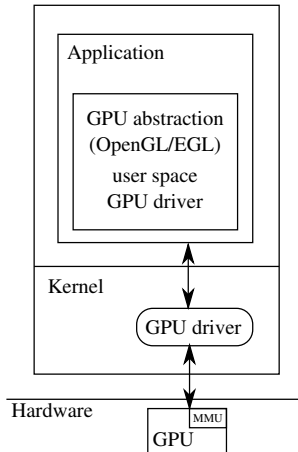 Application
GPU abstraction
(OpenGL/EGL)
user space
GPU driver
Kernel
GPU driver
Hardware
MMU
GPU